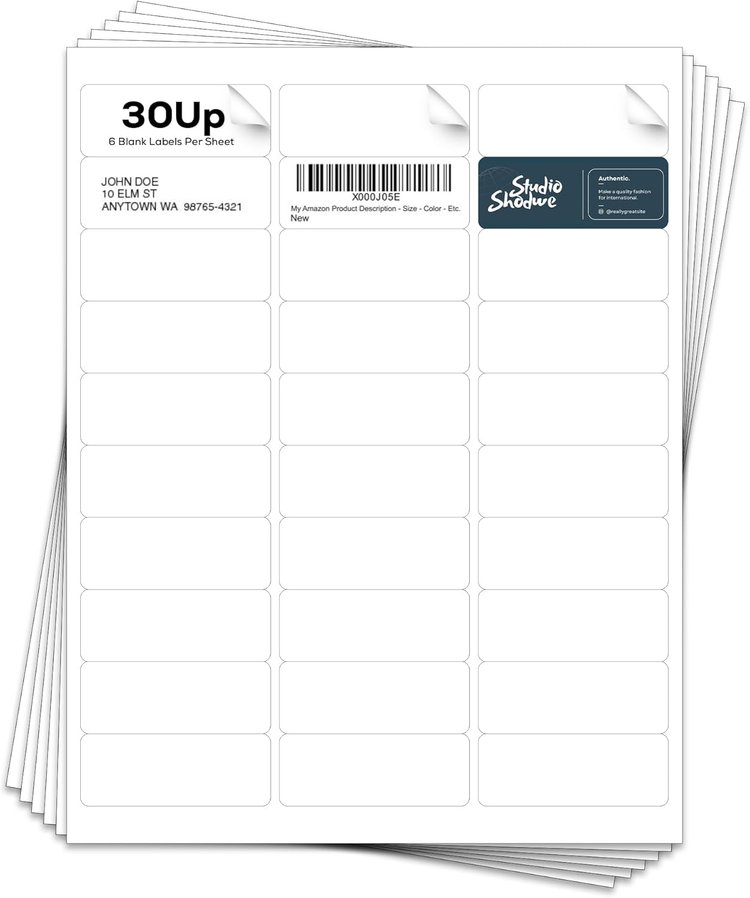 30Up
6 Blank Labels Per Sheet
JOHN DOE
10 ELM ST
ANYTOWN WA 98765-4321
X000J05E
My Amazon Product Description - Size - Color - Etc.
New
Studio
Shodwe
Authentic.
Make a quality fashion
for international.
@reallygreatsite